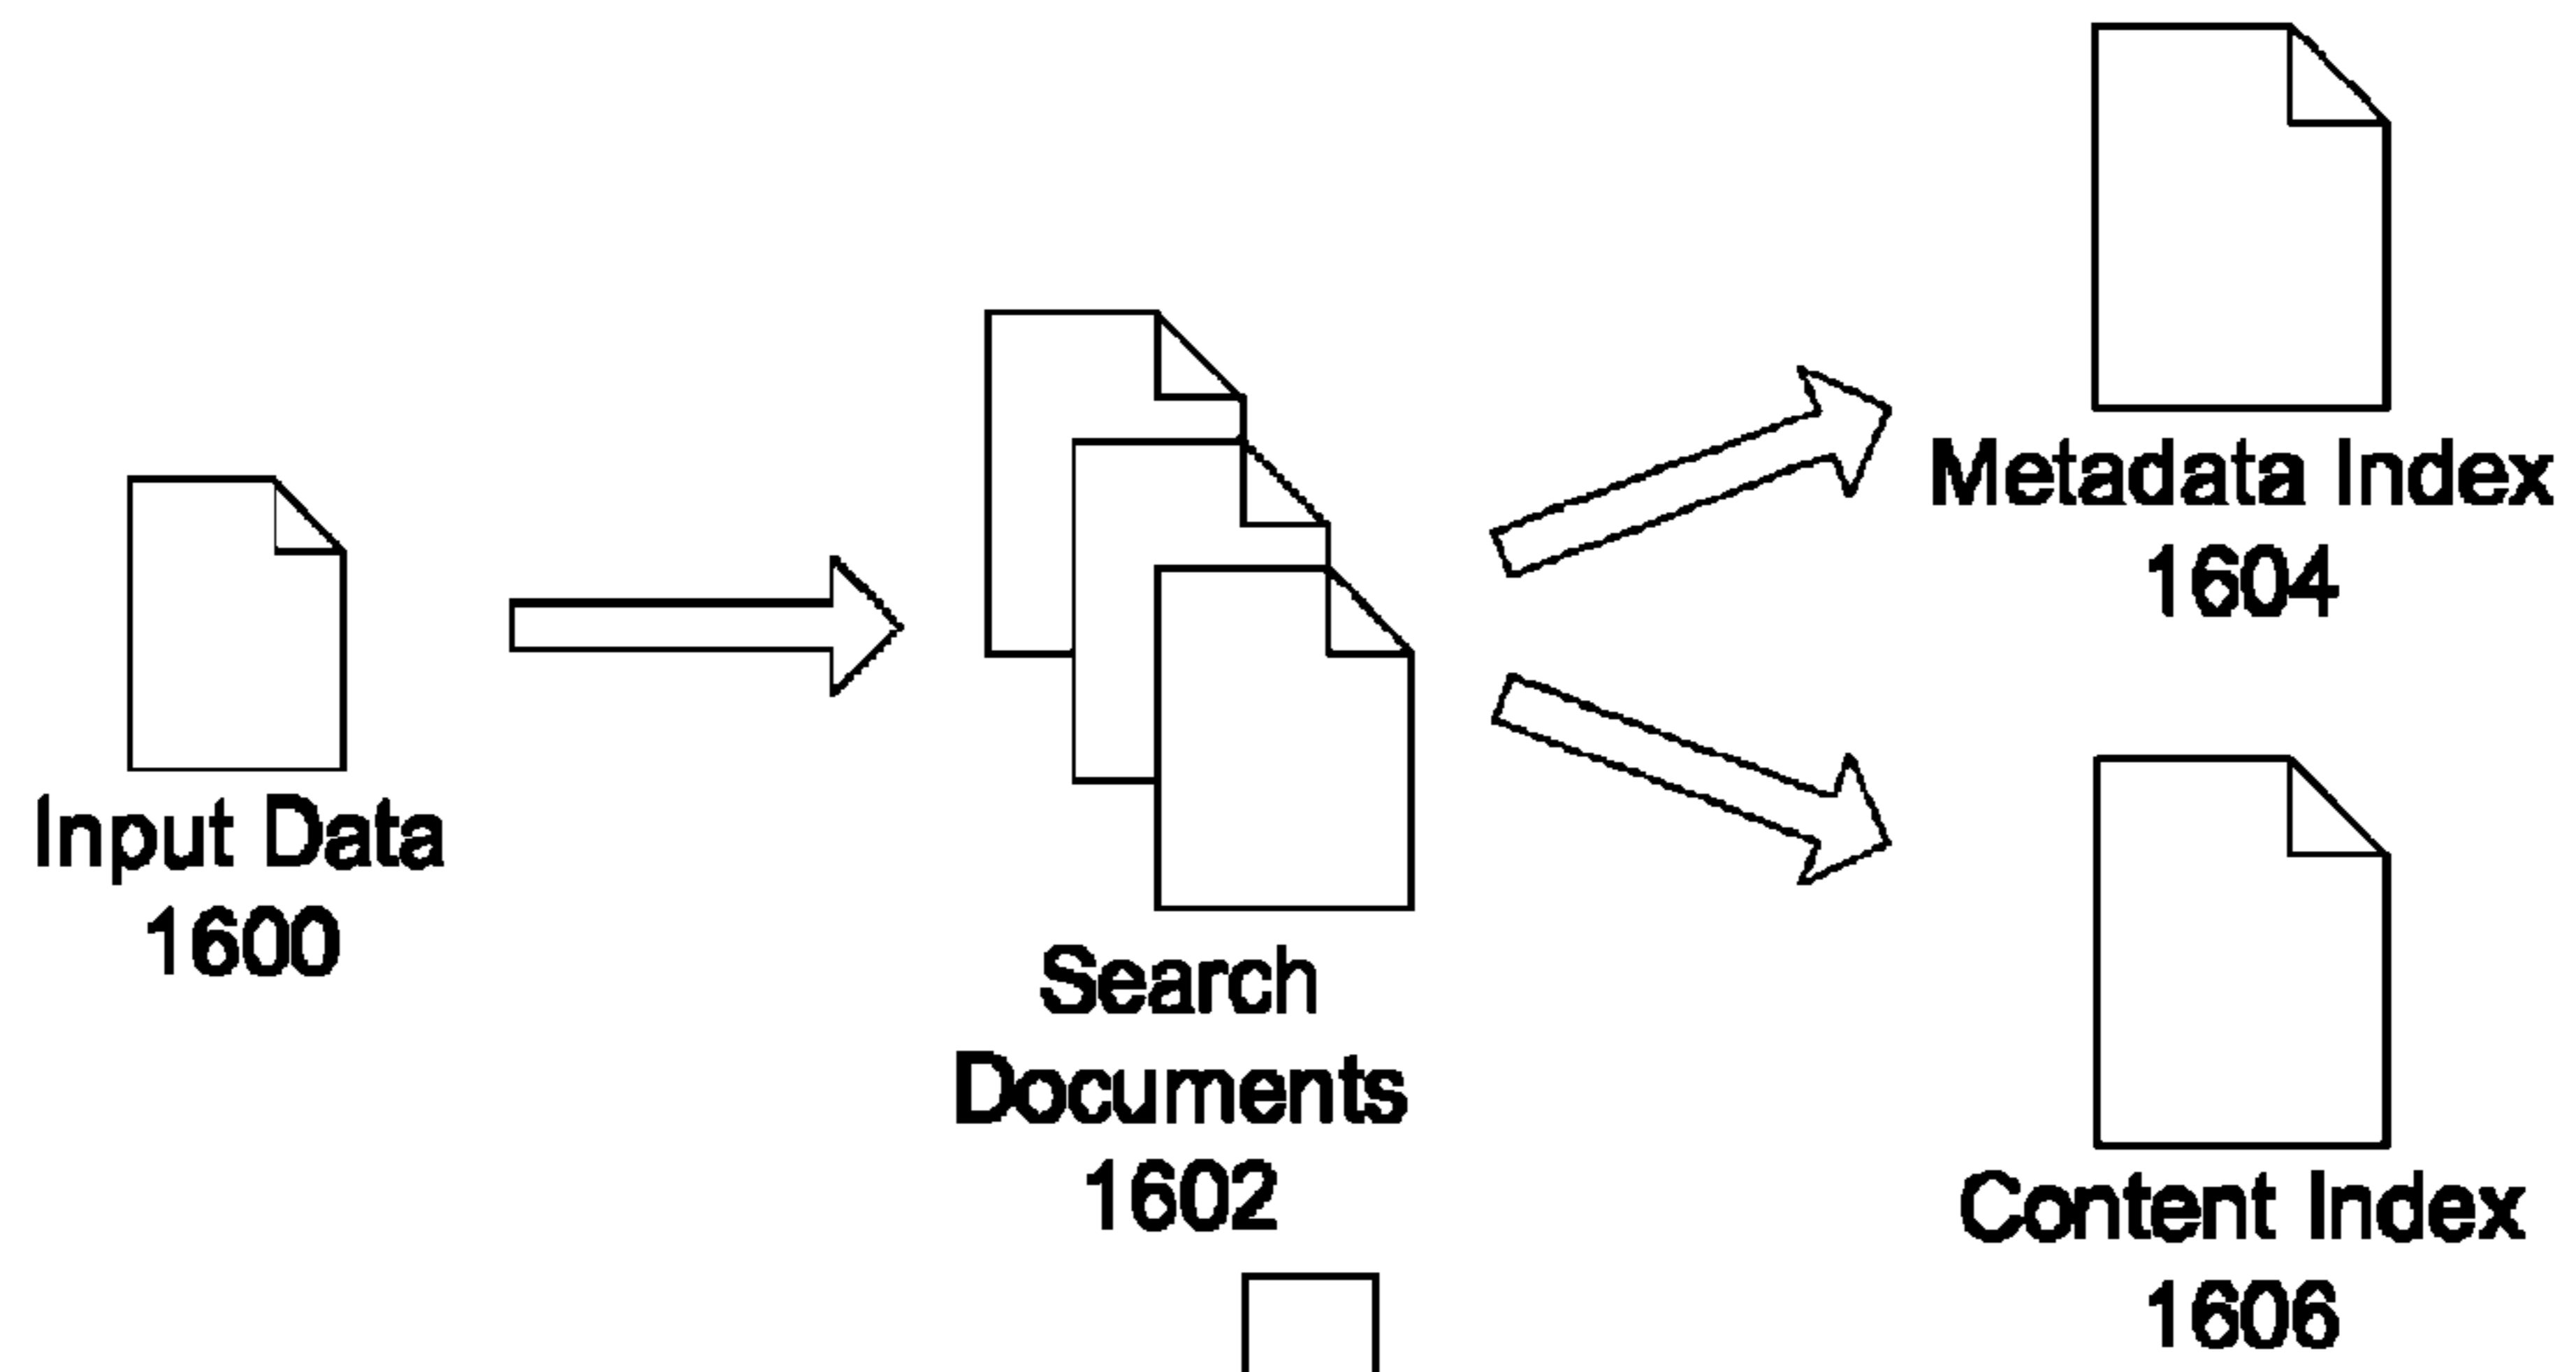 Metadata Index
1604
Input Data
1600
Search
Documents
1602
Content Index
1606